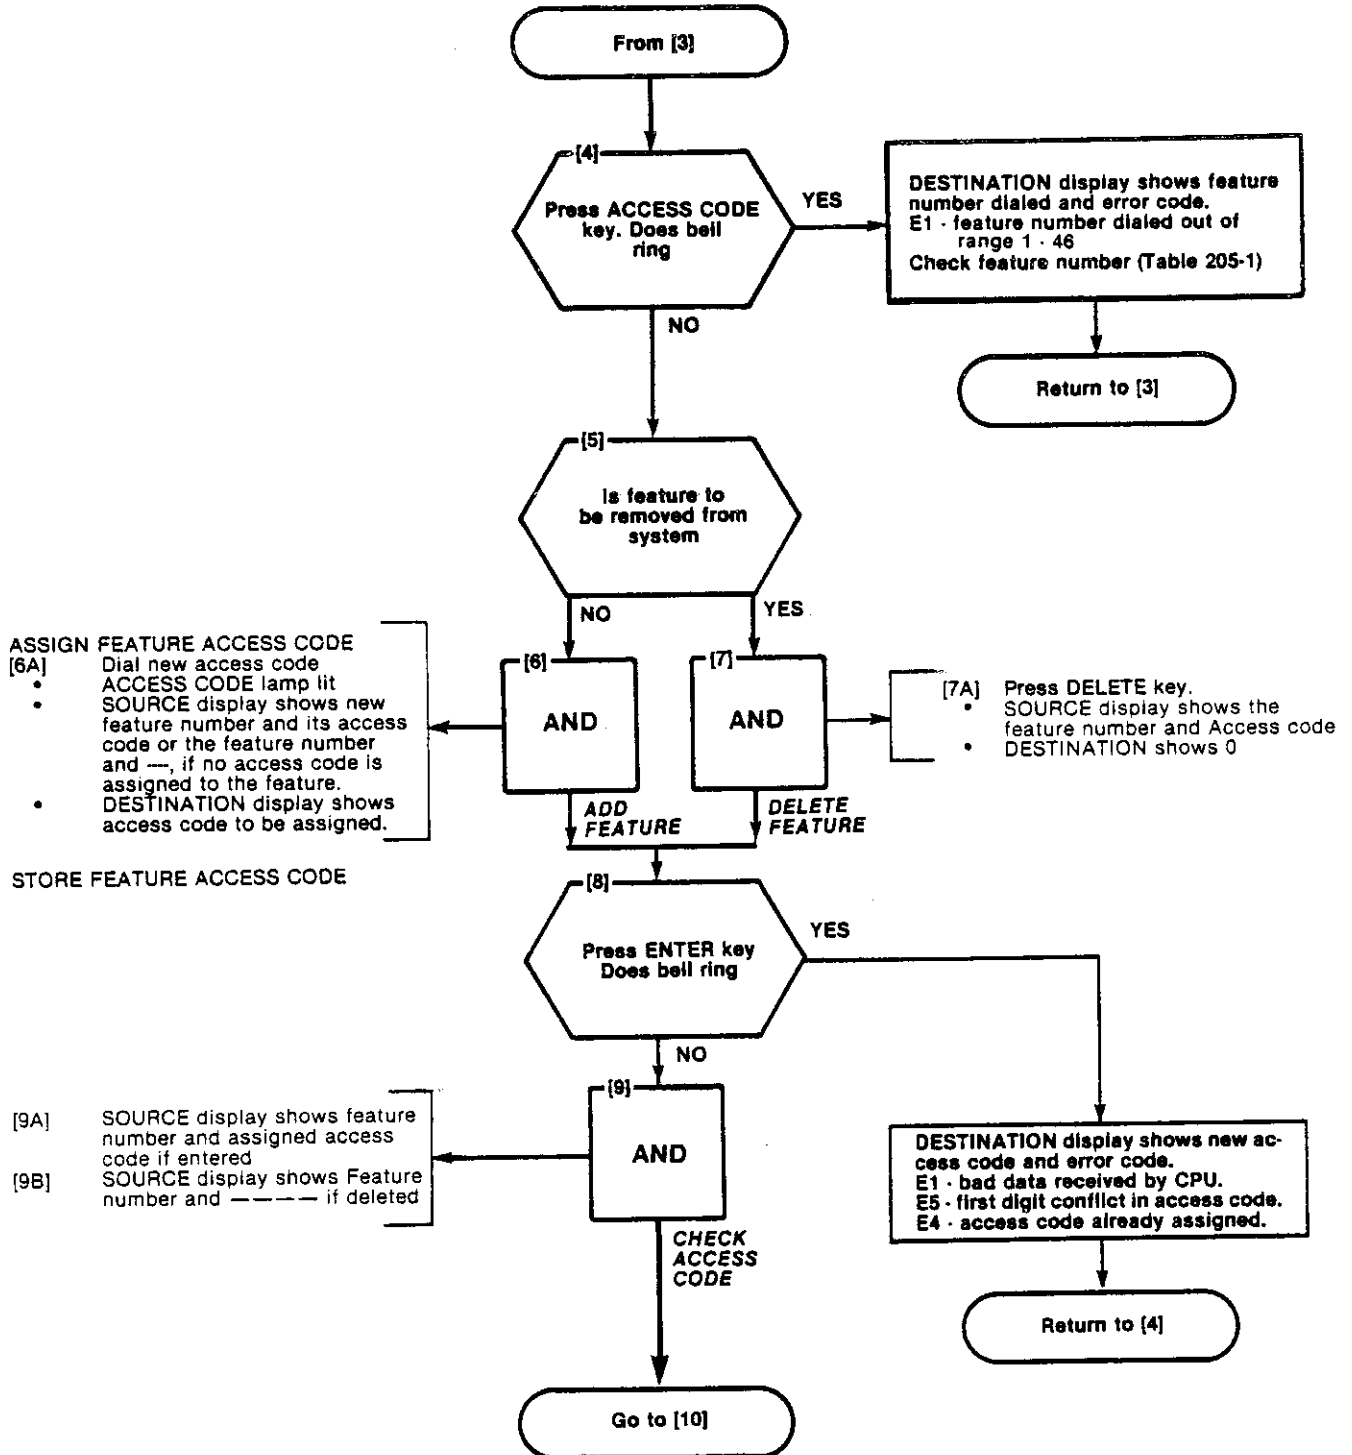 From [3]
[4]
Press ACCESS CODE
key. Does bell
ring
YES
DESTINATION display shows feature
number dialed and error code.
E1 - feature number dialed out of
range 1 - 46
Check feature number (Table 205-1)
NO
Return to [3]
[5]
Is feature to
be removed from
system
NO
YES
ASSIGN FEATURE ACCESS CODE
[6A] Dial new access code
• ACCESS CODE lamp lit
• SOURCE display shows new
feature number and its access
code or the feature number
and —, if no access code is
assigned to the feature.
• DESTINATION display shows
access code to be assigned.
[6]
AND
[7]
AND
[7A] Press DELETE key.
• SOURCE display shows the
feature number and Access code
• DESTINATION shows 0
ADD
FEATURE
DELETE
FEATURE
STORE FEATURE ACCESS CODE
[8]
Press ENTER key
Does bell ring
YES
NO
[9]
AND
[9A] SOURCE display shows feature
number and assigned access
code if entered
[9B] SOURCE display shows Feature
number and ———— if deleted
DESTINATION display shows new ac-
cess code and error code.
E1 - bad data received by CPU.
E5 - first digit conflict in access code.
E4 - access code already assigned.
CHECK
ACCESS
CODE
Return to [4]
Go to [10]